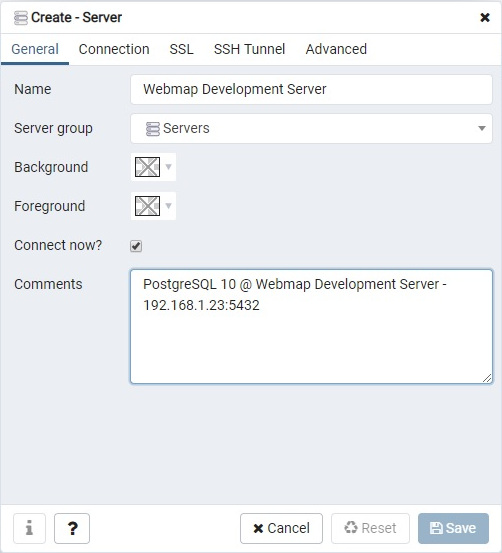 Create - Server
General Connection SSL SSH Tunnel Advanced
Name Webmap Development Server
Server group Servers
Background
Foreground
Connect now?
Comments PostgreSQL 10 @ Webmap Development Server -
192.168.1.23:5432
i ? Cancel Reset Save